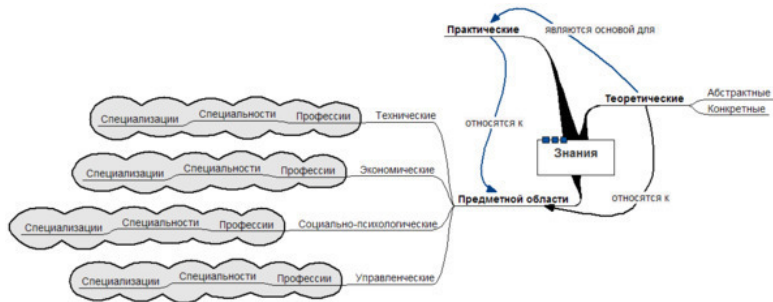 Практические
являются основой для
Теоретические
Абстрактные
Конкретные
относятся к
Знания
относятся к
Предметной области
Специализации Специальности Профессии Технические
Специализации Специальности Профессии Экономические
Специализации Специальности Профессии Социально-психологические
Специализации Специальности Профессии Управленческие